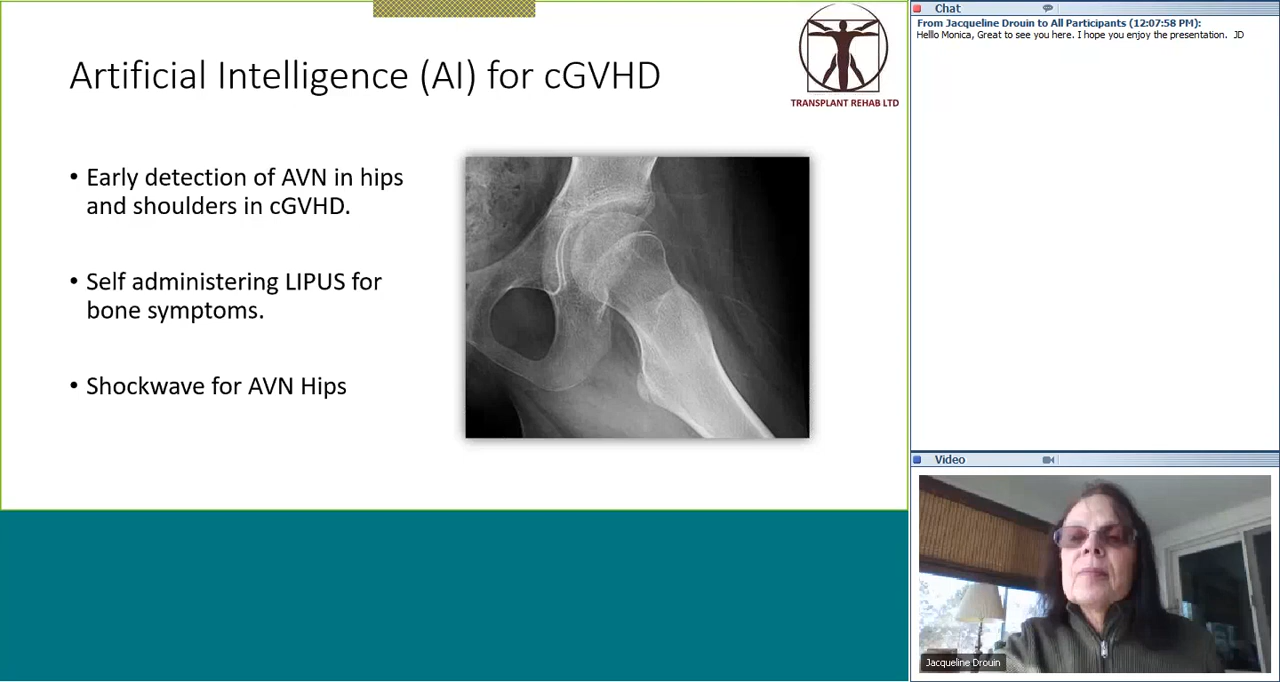 Artificial Intelligence (AI) for cGVHD
TRANSPLANT REHAB LTD
• Early detection of AVN in hips
and shoulders in cGVHD.
• Self administering LIPUS for
bone symptoms.
• Shockwave for AVN Hips
Chat
From Jacqueline Drouin to All Participants (12:07:58 PM):
Helllo Monica, Great to see you here. I hope you enjoy the presentation. JD
Video
Jacqueline Drouin